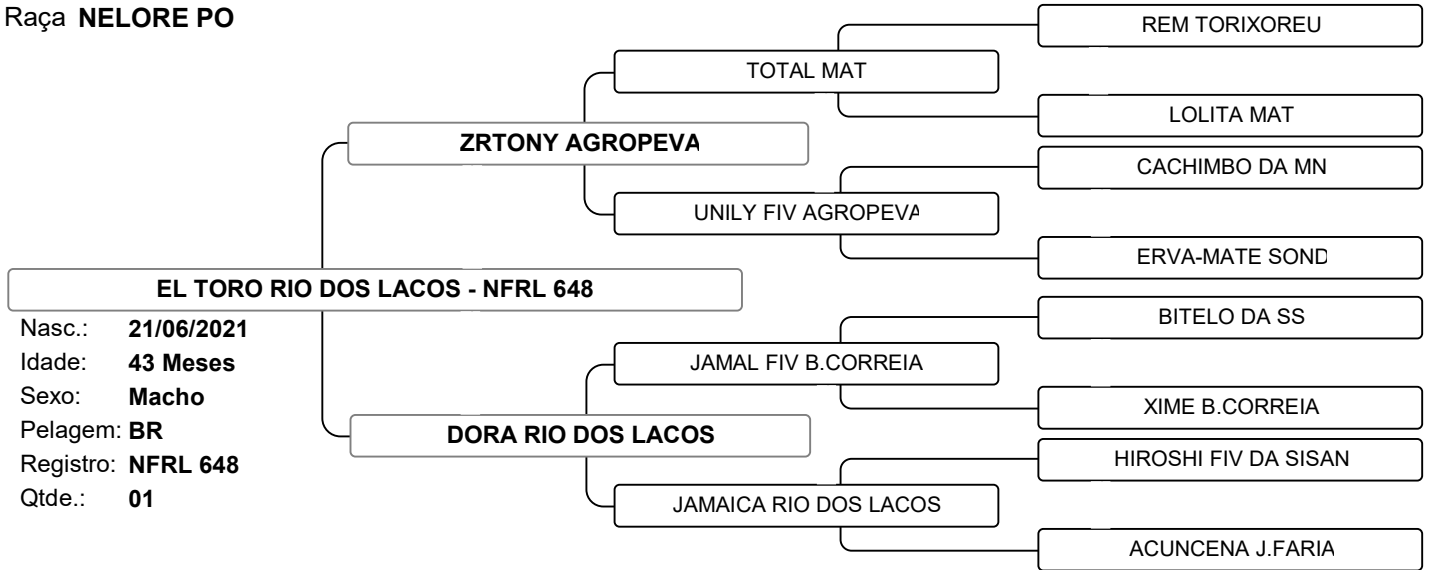 Raça NELORE PO
REM TORIXOREU
TOTAL MAT
LOLITA MAT
ZRTONY AGROPEVA
CACHIMBO DA MN
UNILY FIV AGROPEVA
ERVA-MATE SOND
EL TORO RIO DOS LACOS - NFRL 648
Nasc.: 21/06/2021
Idade: 43 Meses
Sexo: Macho
Pelagem: BR
Registro: NFRL 648
Qtde.: 01
BITELO DA SS
JAMAL FIV B.CORREIA
XIME B.CORREIA
DORA RIO DOS LACOS
HIROSHI FIV DA SISAN
JAMAICA RIO DOS LACOS
ACUNCENA J.FARIA